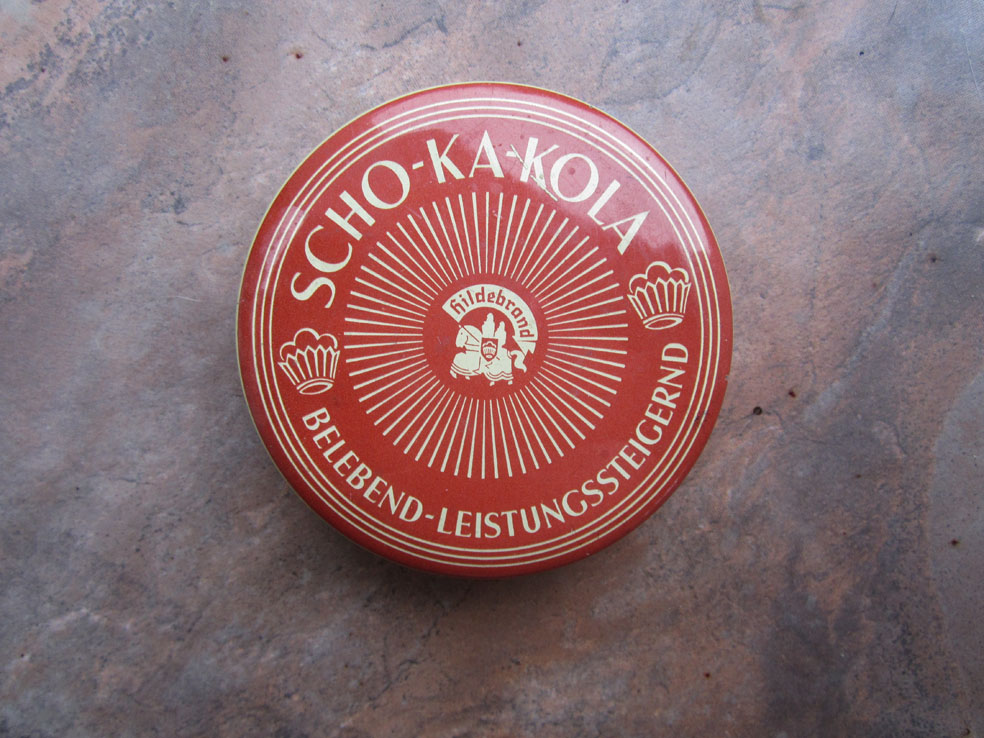 SCHO-KA-KOLA
hildebrand
BELEBEND-LEISTUNGSSTEIGERND